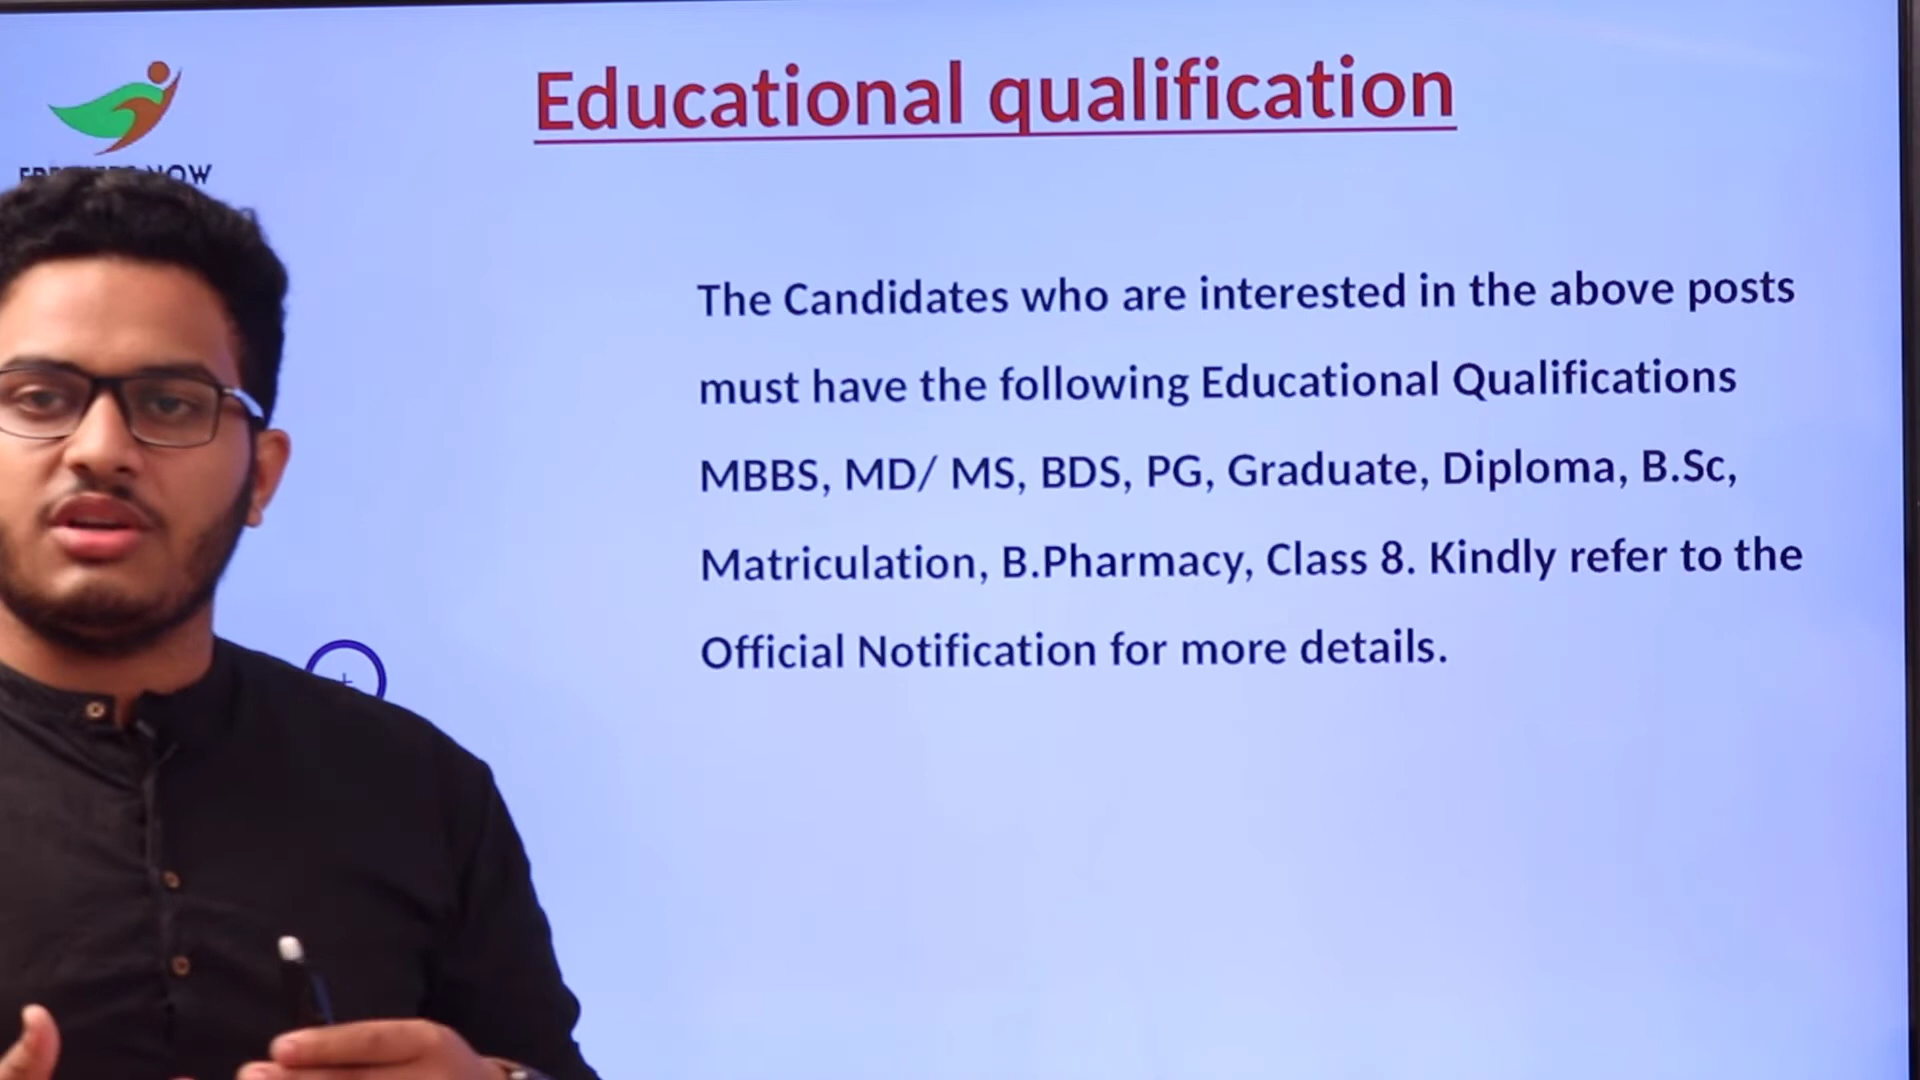 Educational qualification
NOW
The Candidates who are interested in the above posts
must have the following Educational Qualifications
MBBS, MD/ MS, BDS, PG, Graduate, Diploma, B.Sc,
Matriculation, B.Pharmacy, Class 8. Kindly refer to the
Official Notification for more details.